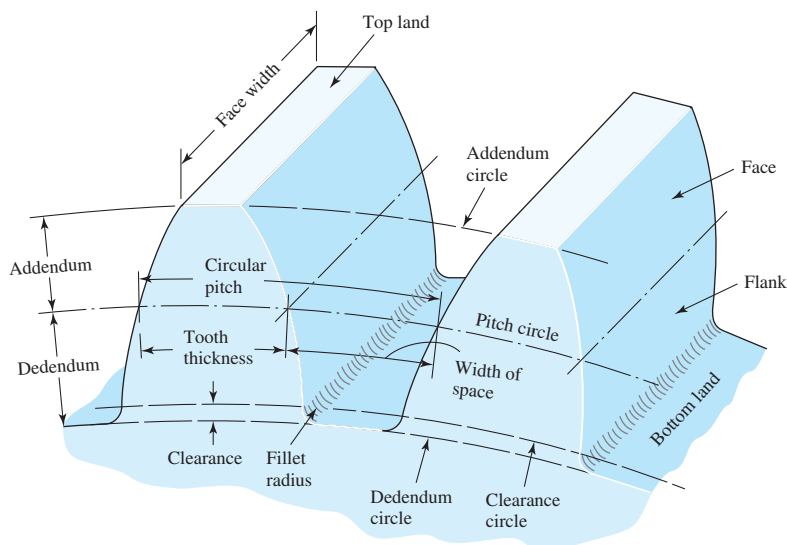 Top land
Face width
Addendum
circle
Face
Addendum
Circular
pitch
Flank
Pitch circle
Tooth
thickness
Dedendum
Width of
space
Bottom land
Clearance
Fillet
radius
Dedendum
circle
Clearance
circle